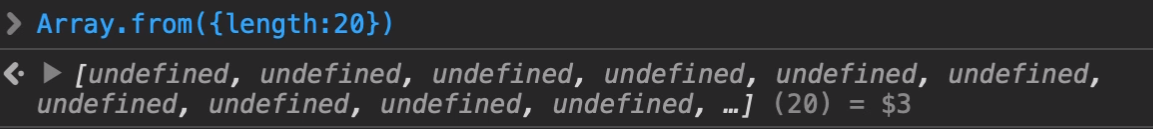 > Array.from({length:20})
[undefined, undefined, undefined, undefined, undefined, undefined,
undefined, undefined, undefined, undefined, …] (20) = $3